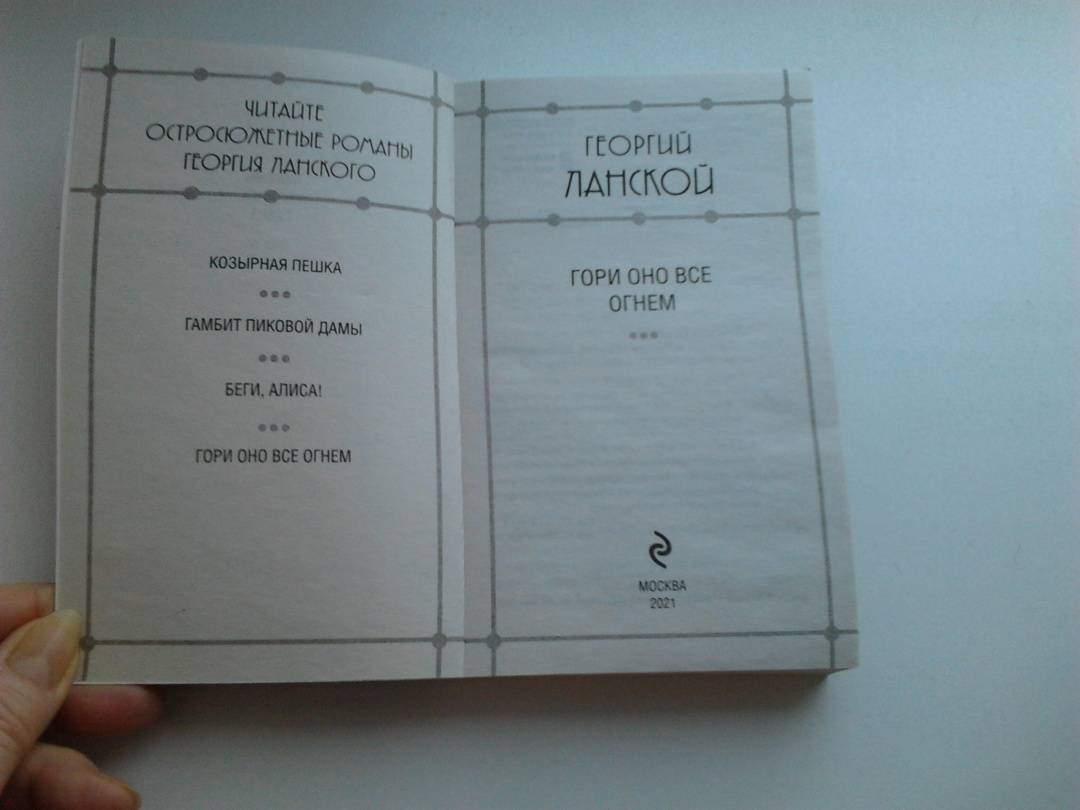 ЧИТАЙТЕ
ОСТРОСЮЖЕТНЫЕ РОМАНЫ
ГЕОРГИЯ ЛАНСКОГО
КОЗЫРНАЯ ПЕШКА
ГАМБИТ ПИКОВОЙ ДАМЫ
БЕГИ, АЛИСА!
ГОРИ ОНО ВСЕ ОГНЕМ
ГЕОРГИЙ
ЛАНСКОЙ
ГОРИ ОНО ВСЕ
ОГНЕМ
МОСКВА
2021